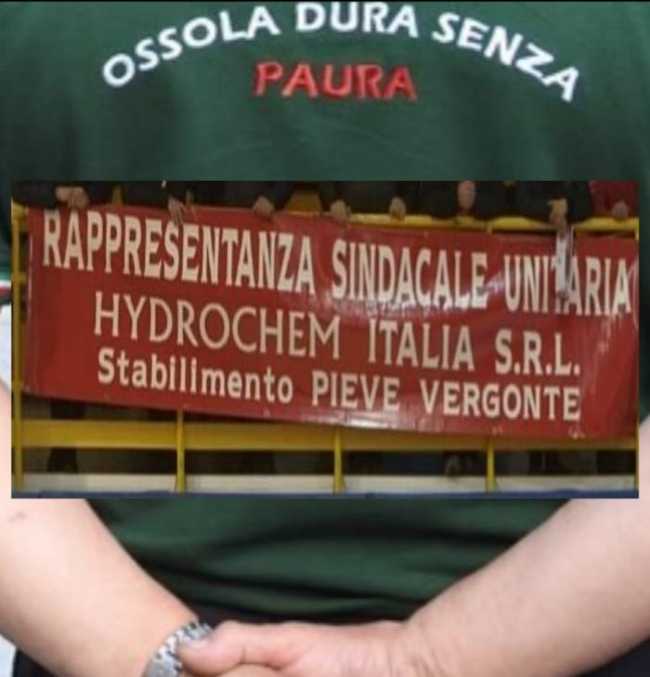 OSSOLA DURA SENZA
PAURA
RAPPRESENTANZA SINDACALE UNITARIA
HYDROCHEM ITALIA S.R.L.
Stabilimento PIEVE VERGONTE